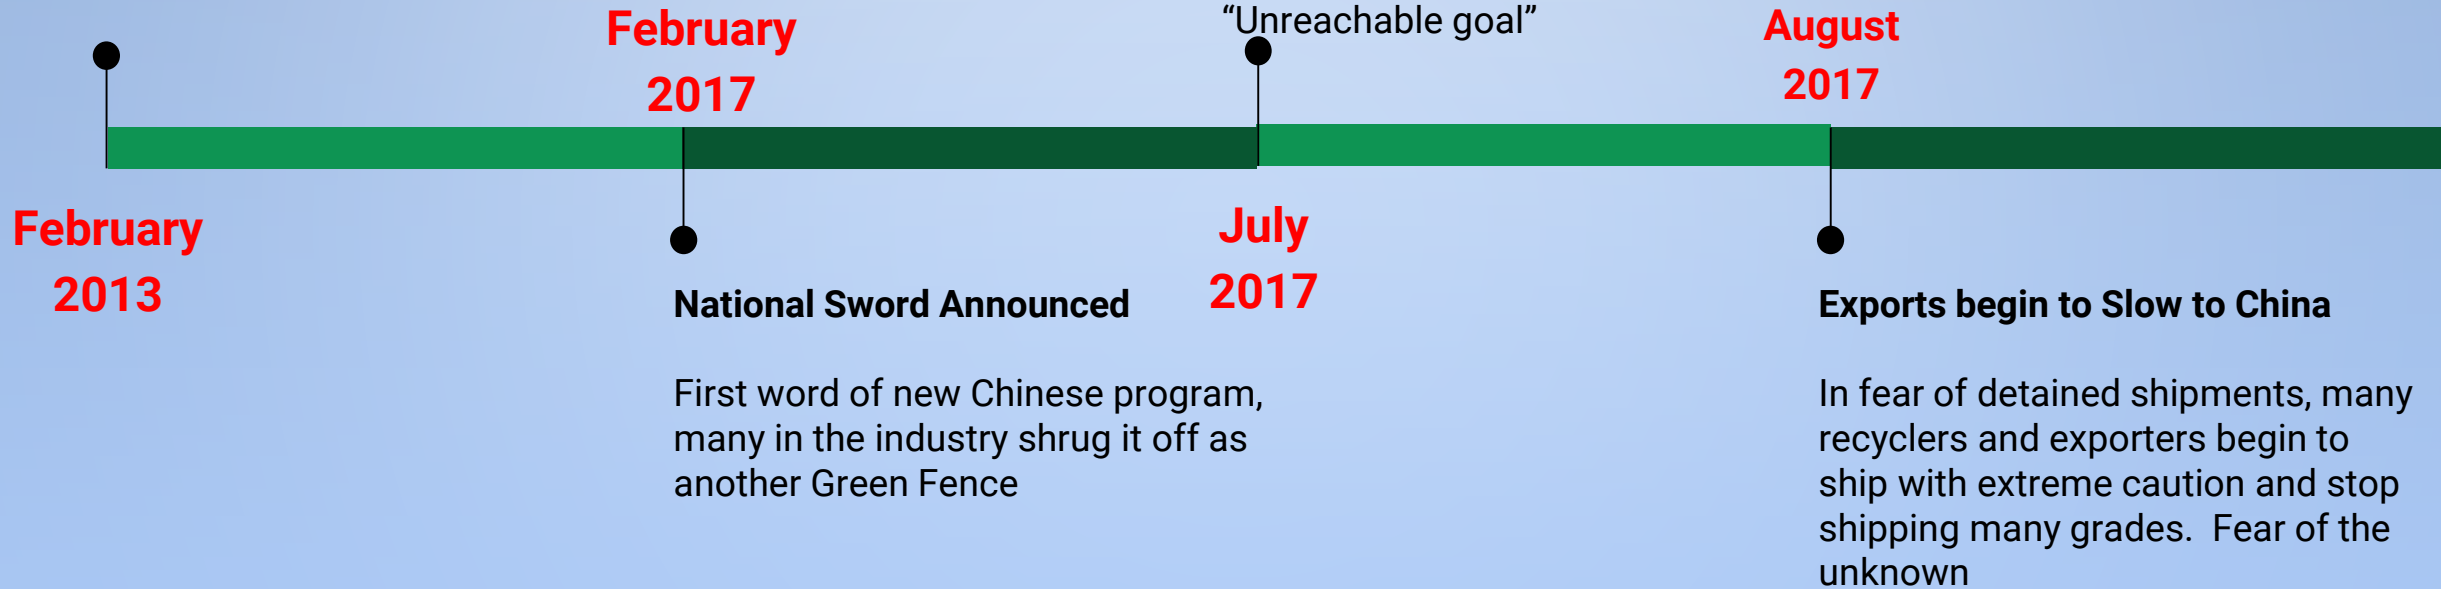 February
2013
February
2017
National Sword Announced
First word of new Chinese program,
many in the industry shrug it off as
another Green Fence
“Unreachable goal”
July
2017
August
2017
Exports begin to Slow to China
In fear of detained shipments, many
recyclers and exporters begin to
ship with extreme caution and stop
shipping many grades.  Fear of the
unknown